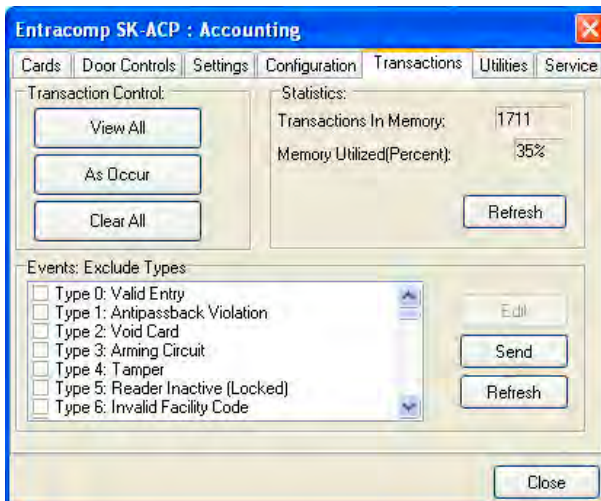 Entracomp SK-ACP : Accounting
Cards Door Controls Settings Configuration Transactions Utilities Service
Transaction Control:
View All
As Occur
Clear All
Statistics:
Transactions In Memory: 1711
Memory Utilized(Percent): 35%
Refresh
Events: Exclude Types
Type 0: Valid Entry
Type 1: Antipassback Violation
Type 2: Void Card
Type 3: Arming Circuit
Type 4: Tamper
Type 5: Reader Inactive (Locked)
Type 6: Invalid Facility Code
Edit
Send
Refresh
Close